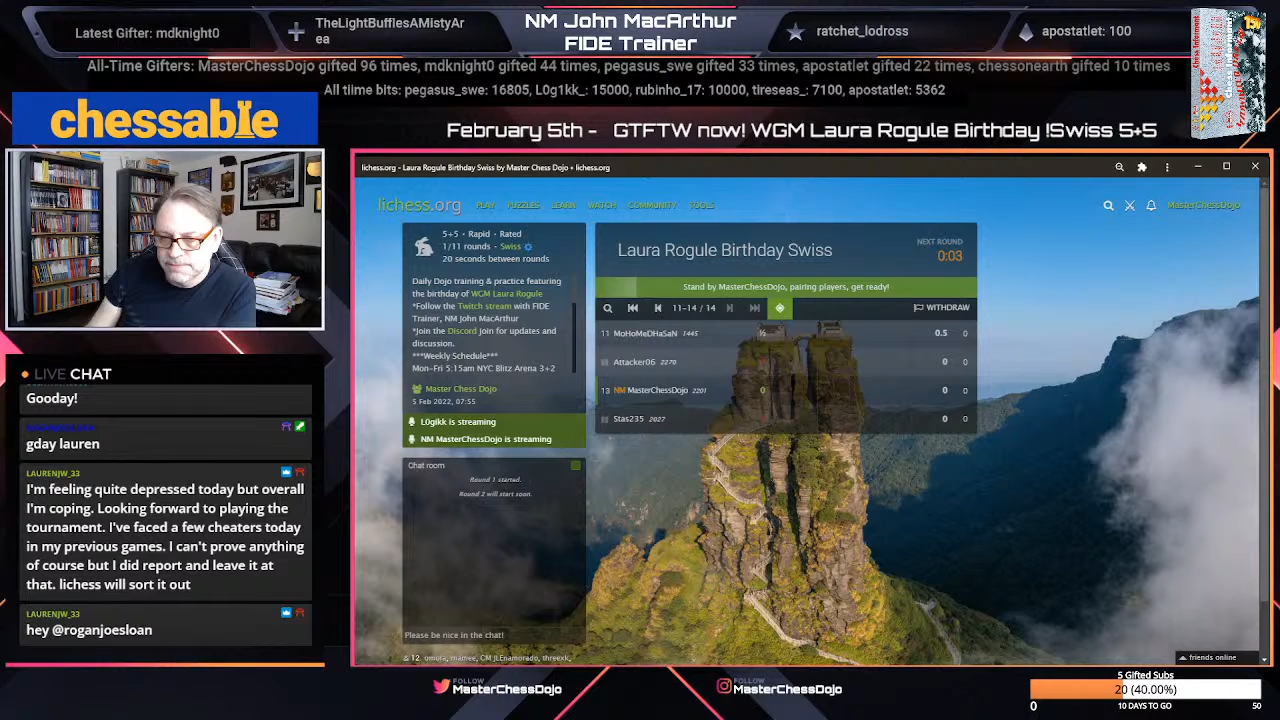 Latest Gifter: mdknight0
TheLightBufflesAMistyAr
ea
NM John MacArthur
FIDE Trainer
ratchet_lodross
apostatlet: 100
All-Time Gifters: MasterChessDojo gifted 96 times, mdknight0 gifted 44 times, pegasus_swe gifted 33 times, apostatlet gifted 22 times, chessonearth gifted 10 times
All tiime bits: pegasus_swe: 16805, L0g1kk_: 15000, rubinho_17: 10000, tireseas_: 7100, apostatlet: 5362
chessable
February 5th - GTFTW now! WGM Laura Rogule Birthday !Swiss 5+5
lichess.org - Laura Rogule Birthday Swiss by Master Chess Dojo • lichess.org
lichess.org PLAY PUZZLES LEARN WATCH COMMUNITY TOOLS
MasterChessDojo
5+5 • Rapid • Rated
1/11 rounds • Swiss
20 seconds between rounds
Daily Dojo training & practice featuring
the birthday of WGM Laura Rogule
*Follow the Twitch stream with FIDE
Trainer, NM John MacArthur
*Join the Discord join for updates and
discussion.
***Weekly Schedule***
Mon-Fri 5:15am NYC Blitz Arena 3+2
Master Chess Dojo
5 Feb 2022, 07:55
L0gikk is streaming
NM MasterChessDojo is streaming
Laura Rogule Birthday Swiss
NEXT ROUND
0:03
Stand by MasterChessDojo, pairing players, get ready!
11-14 / 14
WITHDRAW
11 MoHoMeDHaSaN 1445 ½ 0.5 0
Attacker06 2270 0 0
13 NM MasterChessDojo 2201 0 0 0
Stas235 2027 0 0
Chat room
Round 1 started.
Round 2 will start soon.
Please be nice in the chat!
friends online
LIVE CHAT
Gooday!
gday lauren
LAURENJW_33
I'm feeling quite depressed today but overall
I'm coping. Looking forward to playing the
tournament. I've faced a few cheaters today
in my previous games. I can't prove anything
of course but I did report and leave it at
that. lichess will sort it out
LAURENJW_33
hey @roganjoesloan
FOLLOW
MasterChessDojo
FOLLOW
MasterChessDojo
5 Gifted Subs
20 (40.00%)
0
10 DAYS TO GO
50